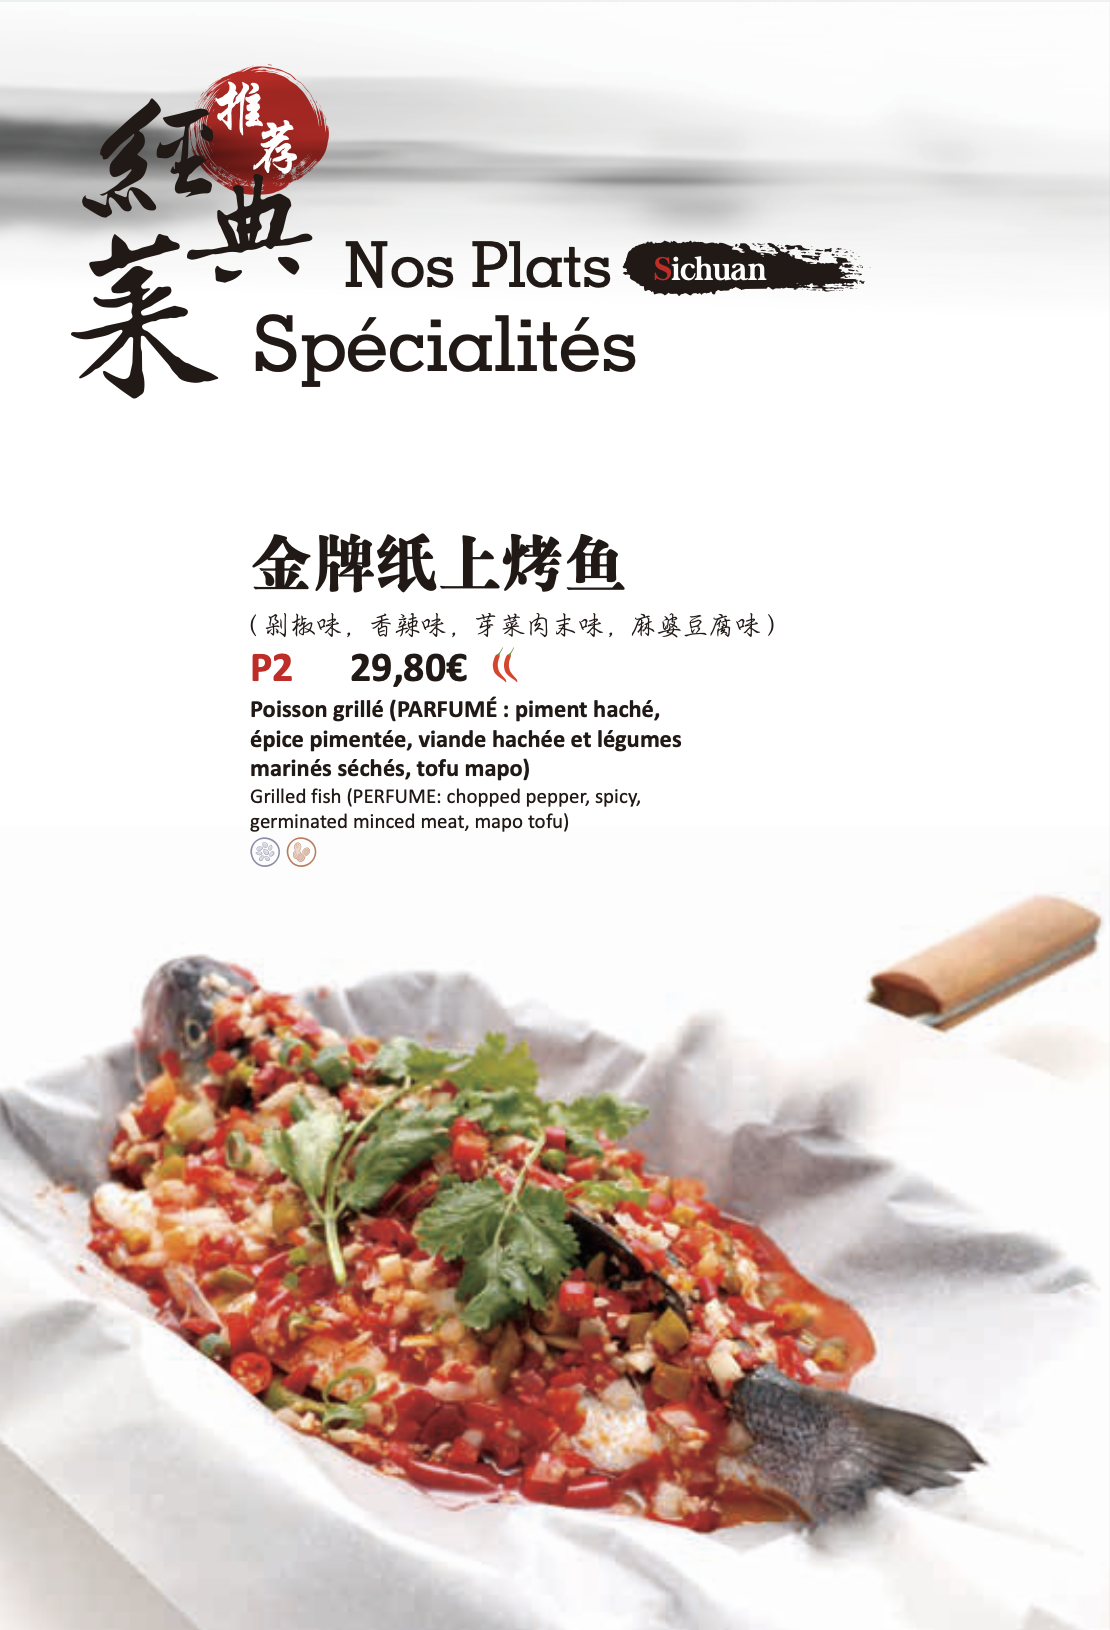 推荐
經典
菜
Nos Plats Sichuan
Spécialités
金牌纸上烤鱼
（剁椒味，香辣味，芽菜肉末味，麻婆豆腐味）
P2 29,80€
Poisson grillé (PARFUMÉ : piment haché,
épice pimentée, viande hachée et légumes
marinés séchés, tofu mapo)
Grilled fish (PERFUME: chopped pepper, spicy,
germinated minced meat, mapo tofu)